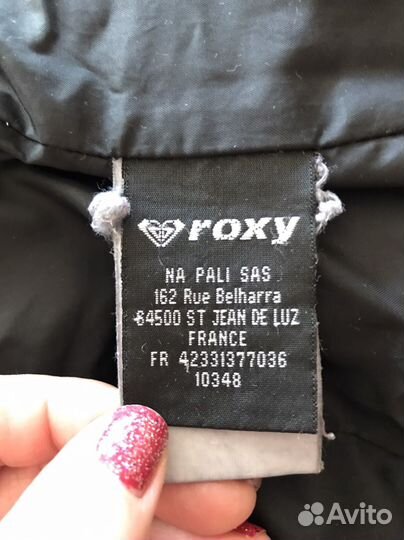 roxy
NA PALI SAS
162 Rue Belharra
64500 ST JEAN DE LUZ
FRANCE
FR 42331377036
10348
Avito